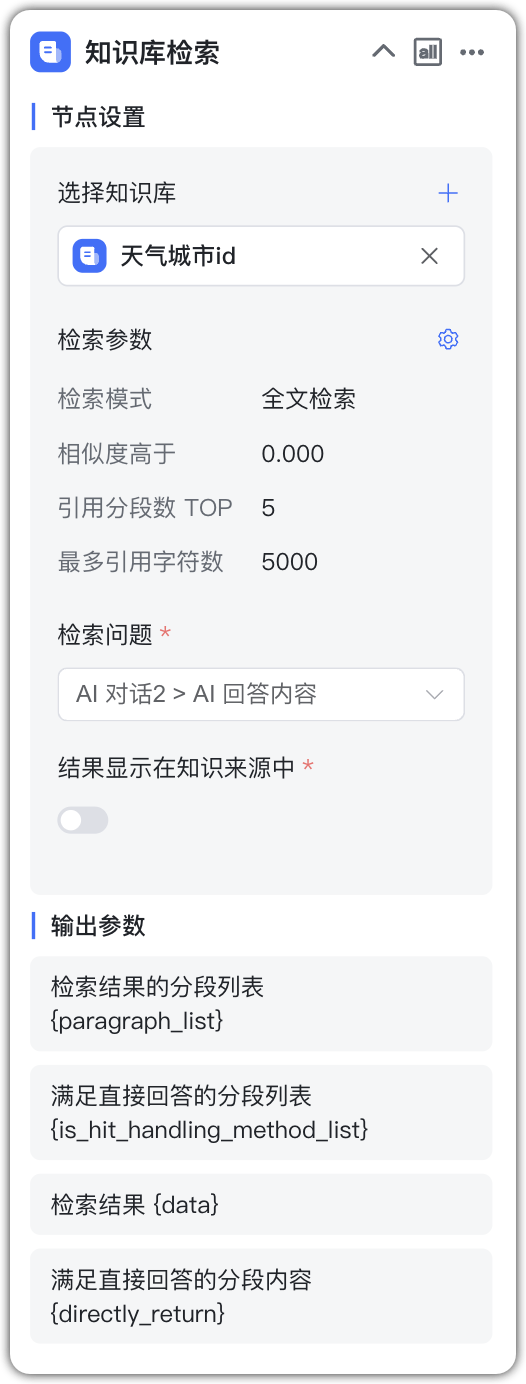 知识库检索
all
节点设置
选择知识库
天气城市id
检索参数
检索模式 全文检索
相似度高于 0.000
引用分段数 TOP 5
最多引用字符数 5000
检索问题 *
AI 对话2 > AI 回答内容
结果显示在知识来源中 *
输出参数
检索结果的分段列表
{paragraph_list}
满足直接回答的分段列表
{is_hit_handling_method_list}
检索结果 {data}
满足直接回答的分段内容
{directly_return}